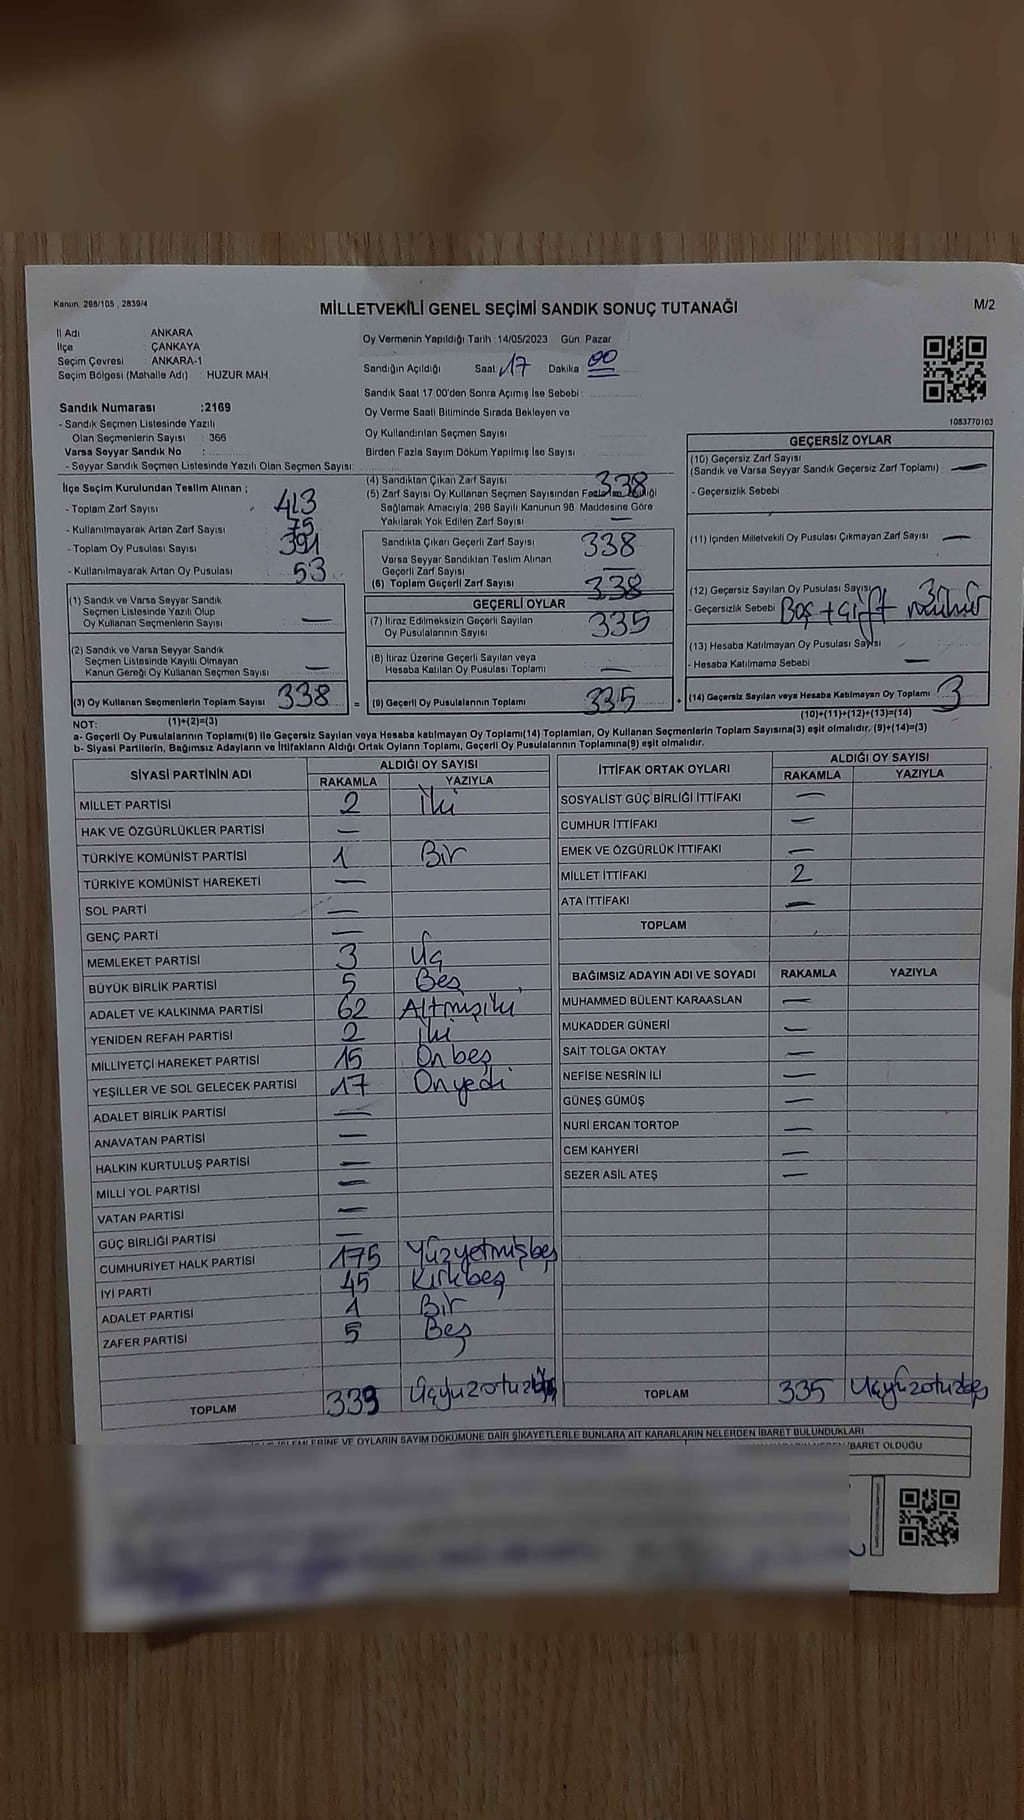 Kanun. 298/105 , 2839/4
MİLLETVEKİLİ GENEL SEÇİMİ SANDIK SONUÇ TUTANAĞI
M/2
İl Adı ANKARA
İlçe ÇANKAYA
Seçim Çevresi ANKARA-1
Seçim Bölgesi (Mahalle Adı) : HUZUR MAH.
Sandık Numarası :2169
- Sandık Seçmen Listesinde Yazılı
Olan Seçmenlerin Sayısı : 366
Varsa Seyyar Sandık No :
- Seyyar Sandık Seçmen Listesinde Yazılı Olan Seçmen Sayısı:
Oy Vermenin Yapıldığı Tarih :14/05/2023 Gün: Pazar
Sandığın Açıldığı Saat 17 Dakika 00
Sandık Saat 17:00'den Sonra Açımış İse Sebebi :
Oy Verme Saati Bitiminde Sırada Bekleyen ve
Oy Kullandırılan Seçmen Sayısı
Birden Fazla Sayım Döküm Yapılmış İse Sayısı
1053770103
İlçe Seçim Kurulundan Teslim Alınan ;
- Toplam Zarf Sayısı 413
- Kullanılmayarak Artan Zarf Sayısı 75
- Toplam Oy Pusulası Sayısı 391
- Kullanılmayarak Artan Oy Pusulası 53
(1) Sandık ve Varsa Seyyar Sandık
Seçmen Listesinde Yazılı Olup
Oy Kullanan Seçmenlerin Sayısı —
(2) Sandık ve Varsa Seyyar Sandık
Seçmen Listesinde Kayıtlı Olmayan
Kanun Gereği Oy Kullanan Seçmen Sayısı —
(3) Oy Kullanan Seçmenlerin Toplam Sayısı 338 =
(1)+(2)=(3)
(4) Sandıktan Çıkan Zarf Sayısı 338
(5) Zarf Sayısı Oy Kullanan Seçmen Sayısından Fazla
Sağlamak Amacıyla, 298 Sayılı Kanunun 98. Maddesine Göre
Yakılarak Yok Edilen Zarf Sayısı —
Sandıkta Çıkan Geçerli Zarf Sayısı 338
Varsa Seyyar Sandıktan Teslim Alınan
Geçerli Zarf Sayısı —
(6) Toplam Geçerli Zarf Sayısı 338
GEÇERLİ OYLAR
(7) İtiraz Edilmeksizin Geçerli Sayılan
Oy Pusulalarının Sayısı 335
(8) İtiraz Üzerine Geçerli Sayılan veya
Hesaba Katılan Oy Pusulası Toplamı —
(9) Geçerli Oy Pusulalarının Toplamı 335 +
GEÇERSİZ OYLAR
(10) Geçersiz Zarf Sayısı
(Sandık ve Varsa Seyyar Sandık Geçersiz Zarf Toplamı) —
- Geçersizlik Sebebi
(11) İçinden Milletvekili Oy Pusulası Çıkmayan Zarf Sayısı —
(12) Geçersiz Sayılan Oy Pusulası Sayısı 3
- Geçersizlik Sebebi Boş + Çift mühür
(13) Hesaba Katılmayan Oy Pusulası Sayısı
- Hesaba Katılmama Sebebi —
(14) Geçersiz Sayılan veya Hesaba Katılmayan Oy Toplamı 3
(10)+(11)+(12)+(13)=(14)
NOT:
a- Geçerli Oy Pusulalarının Toplamı(9) ile Geçersiz Sayılan veya Hesaba katılmayan Oy Toplamı(14) Toplamları, Oy Kullanan Seçmenlerin Toplam Sayısına(3) eşit olmalıdır. (9)+(14)=(3)
b- Siyasi Partilerin, Bağımsız Adayların ve İttifakların Aldığı Ortak Oyların Toplamı, Geçerli Oy Pusulalarının Toplamına(9) eşit olmalıdır.
SİYASİ PARTİNİN ADI ALDIĞI OY SAYISI
RAKAMLA YAZIYLA
MİLLET PARTİSİ 2 İki
HAK VE ÖZGÜRLÜKLER PARTİSİ —
TÜRKİYE KOMÜNİST PARTİSİ 1 Bir
TÜRKİYE KOMÜNİST HAREKETİ —
SOL PARTİ —
GENÇ PARTİ —
MEMLEKET PARTİSİ 3 Üç
BÜYÜK BİRLİK PARTİSİ 5 Beş
ADALET VE KALKINMA PARTİSİ 62 Altmışiki
YENİDEN REFAH PARTİSİ 2 İki
MİLLİYETÇİ HAREKET PARTİSİ 15 Onbeş
YEŞİLLER VE SOL GELECEK PARTİSİ 17 Onyedi
ADALET BİRLİK PARTİSİ —
ANAVATAN PARTİSİ —
HALKIN KURTULUŞ PARTİSİ —
MİLLİ YOL PARTİSİ —
VATAN PARTİSİ —
GÜÇ BİRLİĞİ PARTİSİ —
CUMHURİYET HALK PARTİSİ 175 Yüzyetmişbeş
İYİ PARTİ 45 Kırkbeş
ADALET PARTİSİ 1 Bir
ZAFER PARTİSİ 5 Beş
TOPLAM
İTTİFAK ORTAK OYLARI ALDIĞI OY SAYISI
RAKAMLA YAZIYLA
SOSYALİST GÜÇ BİRLİĞİ İTTİFAKI —
CUMHUR İTTİFAKI —
EMEK VE ÖZGÜRLÜK İTTİFAKI —
MİLLET İTTİFAKI 2
ATA İTTİFAKI —
TOPLAM
BAĞIMSIZ ADAYIN ADI VE SOYADI RAKAMLA YAZIYLA
MUHAMMED BÜLENT KARAASLAN —
MUKADDER GÜNERİ —
SAİT TOLGA OKTAY —
NEFİSE NESRİN İLİ —
GÜNEŞ GÜMÜŞ —
NURİ ERCAN TORTOP —
CEM KAHYERİ —
SEZER ASİL ATEŞ —
TOPLAM 335 Üçyüzotuzbeş
İŞLEMLERİNE VE OYLARIN SAYIM DÖKÜMÜNE DAİR ŞİKAYETLERLE BUNLARA AİT KARARLARIN NELERDEN İBARET BULUNDUKLARI
İBARET OLDUĞU